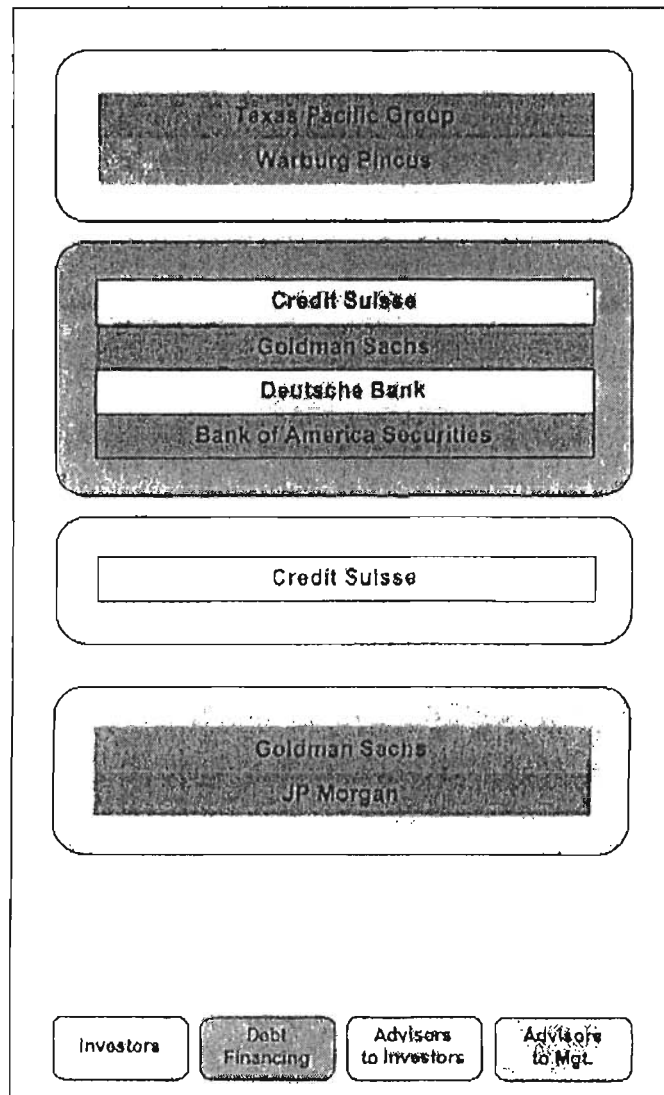 Texas Pacific Group
Warburg Pincus
Credit Suisse
Goldman Sachs
Deutsche Bank
Bank of America Securities
Credit Suisse
Goldman Sachs
JP Morgan
Investors
Debt
Financing
Advisors
to Investors
Advisors
to Mgt.